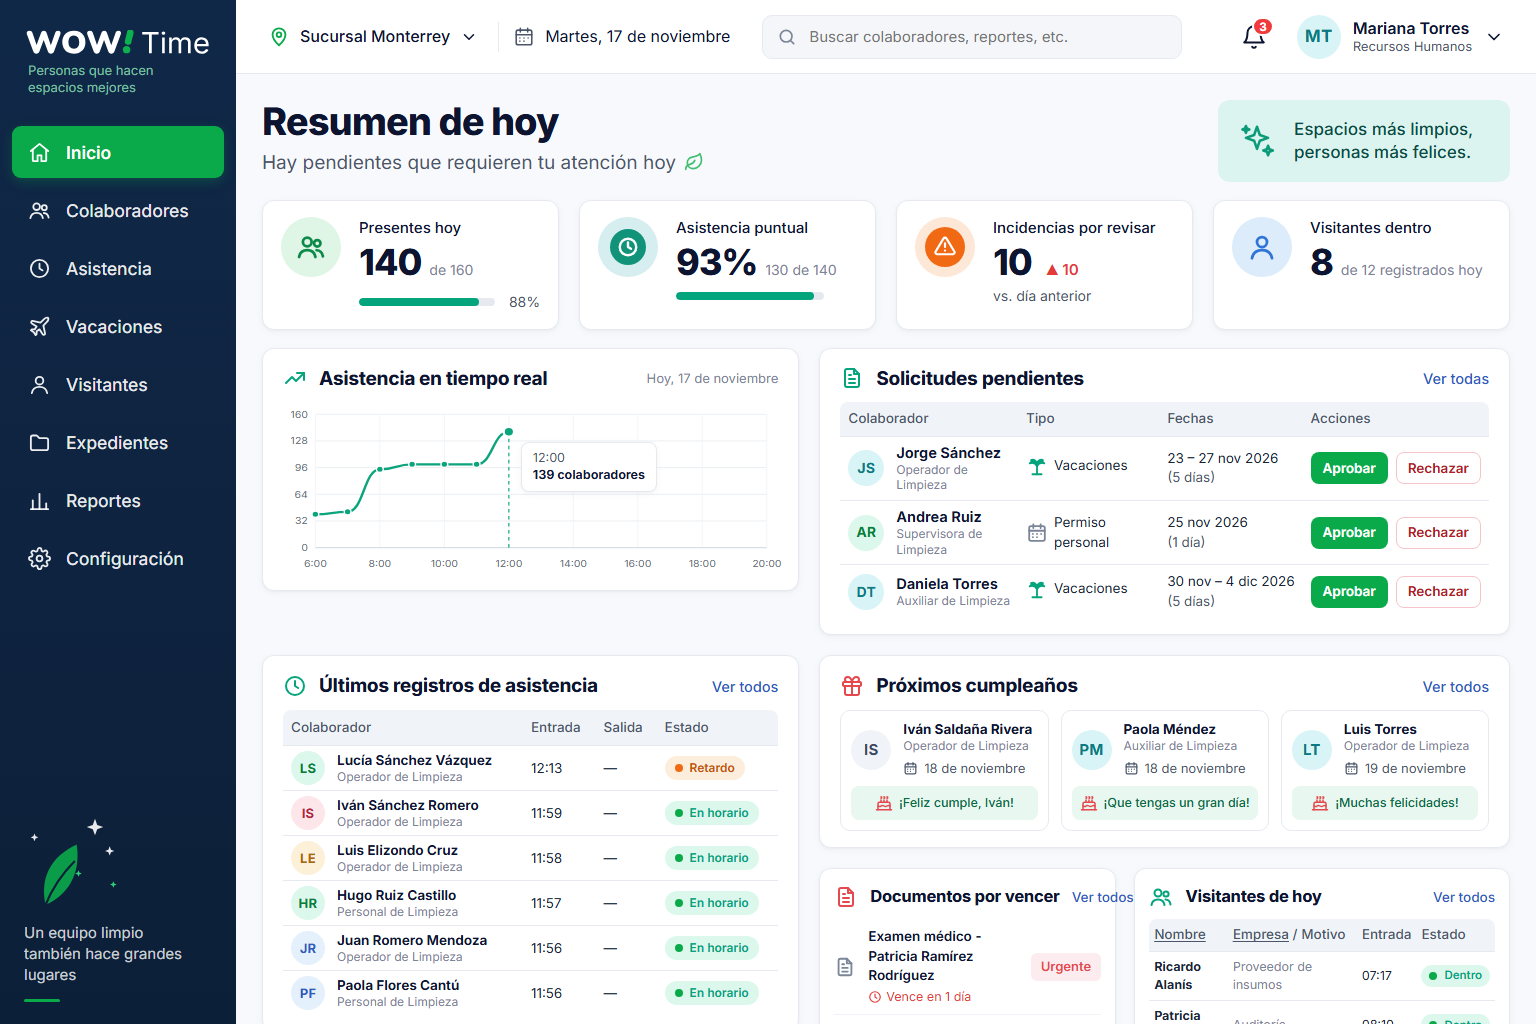 WOW! Time
Personas que hacen
espacios mejores
Inicio
Colaboradores
Asistencia
Vacaciones
Visitantes
Expedientes
Reportes
Configuración
Un equipo limpio
también hace grandes
lugares
Sucursal Monterrey
Martes, 17 de noviembre
Buscar colaboradores, reportes, etc.
3
MT
Mariana Torres
Recursos Humanos
Resumen de hoy
Hay pendientes que requieren tu atención hoy
Espacios más limpios,
personas más felices.
Presentes hoy
140 de 160
88%
Asistencia puntual
93% 130 de 140
Incidencias por revisar
10 ▲ 10
vs. día anterior
Visitantes dentro
8 de 12 registrados hoy
Asistencia en tiempo real
Hoy, 17 de noviembre
160
128
96
64
32
0
6:00 8:00 10:00 12:00 14:00 16:00 18:00 20:00
12:00
139 colaboradores
Solicitudes pendientes
Ver todas
Colaborador Tipo Fechas Acciones
JS
Jorge Sánchez
Operador de
Limpieza
Vacaciones
23 – 27 nov 2026
(5 días)
Aprobar Rechazar
AR
Andrea Ruiz
Supervisora de
Limpieza
Permiso
personal
25 nov 2026
(1 día)
Aprobar Rechazar
DT
Daniela Torres
Auxiliar de Limpieza
Vacaciones
30 nov – 4 dic 2026
(5 días)
Aprobar Rechazar
Últimos registros de asistencia
Ver todos
Colaborador Entrada Salida Estado
LS
Lucía Sánchez Vázquez
Operador de Limpieza
12:13 — Retardo
IS
Iván Sánchez Romero
Operador de Limpieza
11:59 — En horario
LE
Luis Elizondo Cruz
Operador de Limpieza
11:58 — En horario
HR
Hugo Ruiz Castillo
Personal de Limpieza
11:57 — En horario
JR
Juan Romero Mendoza
Operador de Limpieza
11:56 — En horario
PF
Paola Flores Cantú
Personal de Limpieza
11:56 — En horario
Próximos cumpleaños
Ver todos
IS
Iván Saldaña Rivera
Operador de Limpieza
18 de noviembre
¡Feliz cumple, Iván!
PM
Paola Méndez
Auxiliar de Limpieza
18 de noviembre
¡Que tengas un gran día!
LT
Luis Torres
Operador de Limpieza
19 de noviembre
¡Muchas felicidades!
Documentos por vencer
Ver todos
Examen médico -
Patricia Ramírez
Rodríguez
Vence en 1 día
Urgente
Visitantes de hoy
Ver todos
Nombre Empresa / Motivo Entrada Estado
Ricardo
Alanís
Proveedor de
insumos
07:17 Dentro
Patricia
Auditoría 08:10 Dentro